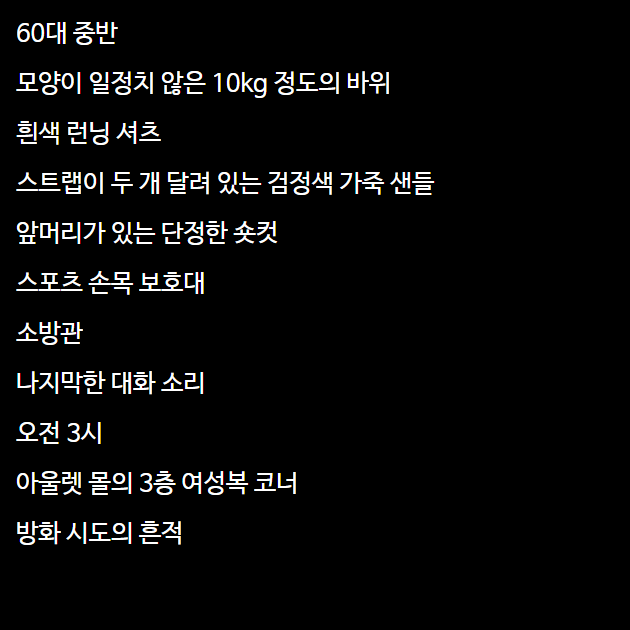 60대 중반
모양이 일정치 않은 10kg 정도의 바위
흰색 런닝 셔츠
스트랩이 두 개 달려 있는 검정색 가죽 샌들
앞머리가 있는 단정한 숏컷
스포츠 손목 보호대
소방관
나지막한 대화 소리
오전 3시
아울렛 몰의 3층 여성복 코너
방화 시도의 흔적